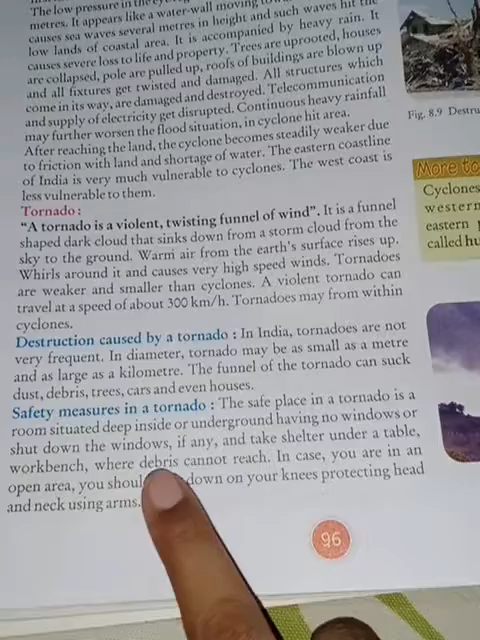 The low pressure in the eye
metres. It appears like a water-wall moving
causes sea waves several metres in height and such waves hit the
low lands of coastal area. It is accompanied by heavy rain. It
causes severe loss to life and property. Trees are uprooted, houses
are collapsed, pole are pulled up, roofs of buildings are blown up
and all fixtures get twisted and damaged. All structures which
come in its way, are damaged and destroyed. Telecommunication
and supply of electricity get disrupted. Continuous heavy rainfall
may further worsen the flood situation, in cyclone hit area.
After reaching the land, the cyclone becomes steadily weaker due
to friction with land and shortage of water. The eastern coastline
of India is very much vulnerable to cyclones. The west coast is
less vulnerable to them.
Tornado :
“A tornado is a violent, twisting funnel of wind”. It is a funnel
shaped dark cloud that sinks down from a storm cloud from the
sky to the ground. Warm air from the earth's surface rises up.
Whirls around it and causes very high speed winds. Tornadoes
are weaker and smaller than cyclones. A violent tornado can
travel at a speed of about 300 km/h. Tornadoes may from within
cyclones.
Destruction caused by a tornado : In India, tornadoes are not
very frequent. In diameter, tornado may be as small as a metre
and as large as a kilometre. The funnel of the tornado can suck
dust, debris, trees, cars and even houses.
Safety measures in a tornado : The safe place in a tornado is a
room situated deep inside or underground having no windows or
shut down the windows, if any, and take shelter under a table,
workbench, where debris cannot reach. In case, you are in an
open area, you shou down on your knees protecting head
and neck using arms.
96
Fig. 8.9 Destru
More to
Cyclones
western
eastern
called hu